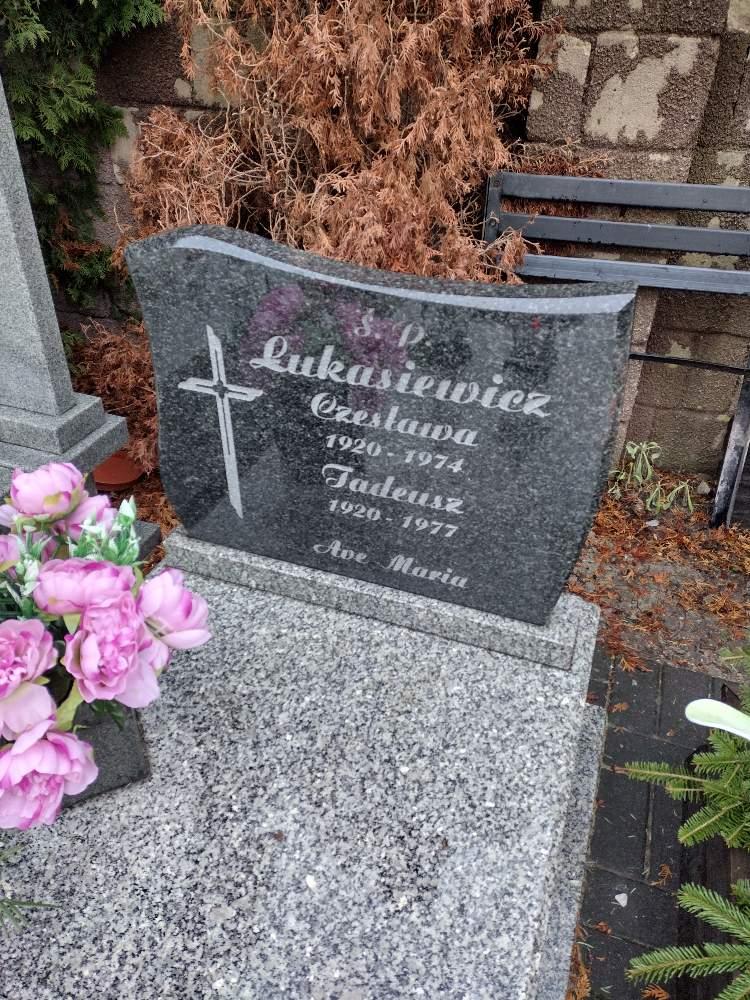 Ś P
Łukasiewicz
Czesława
1920 - 1974
Tadeusz
1920 - 1977
Ave Maria